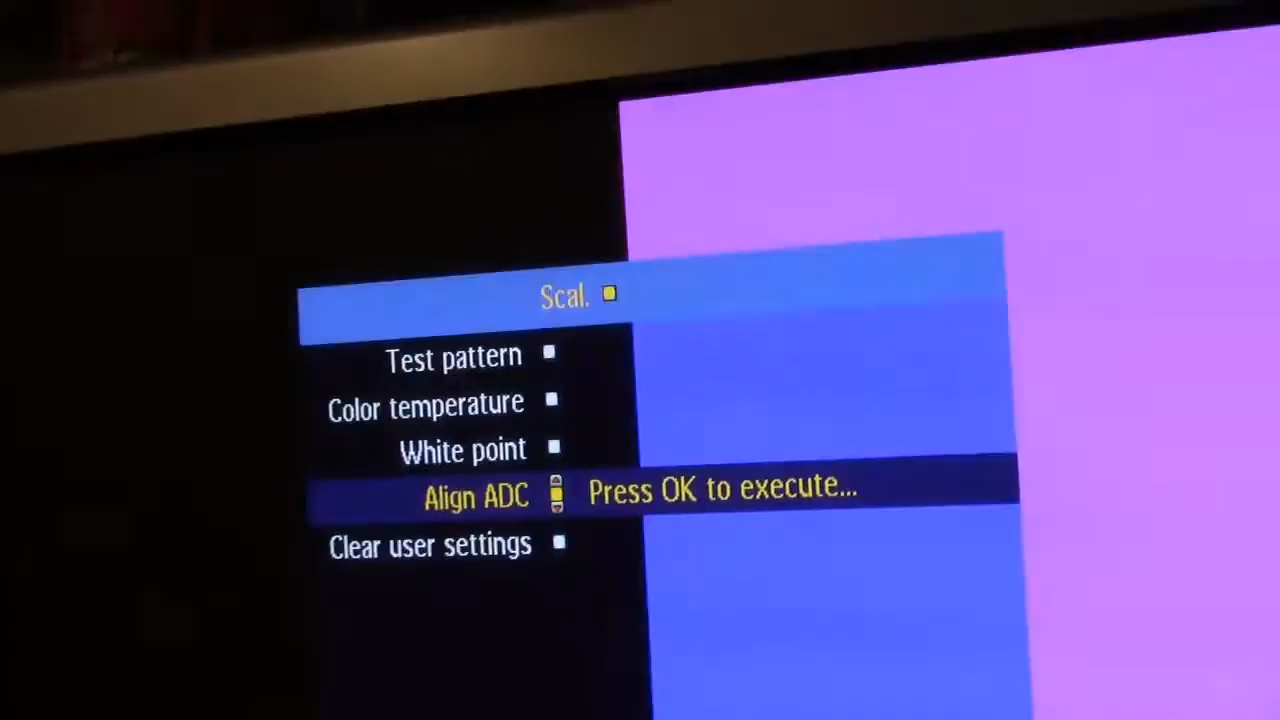 Scal.
Test pattern
Color temperature
White point
Align ADC Press OK to execute...
Clear user settings